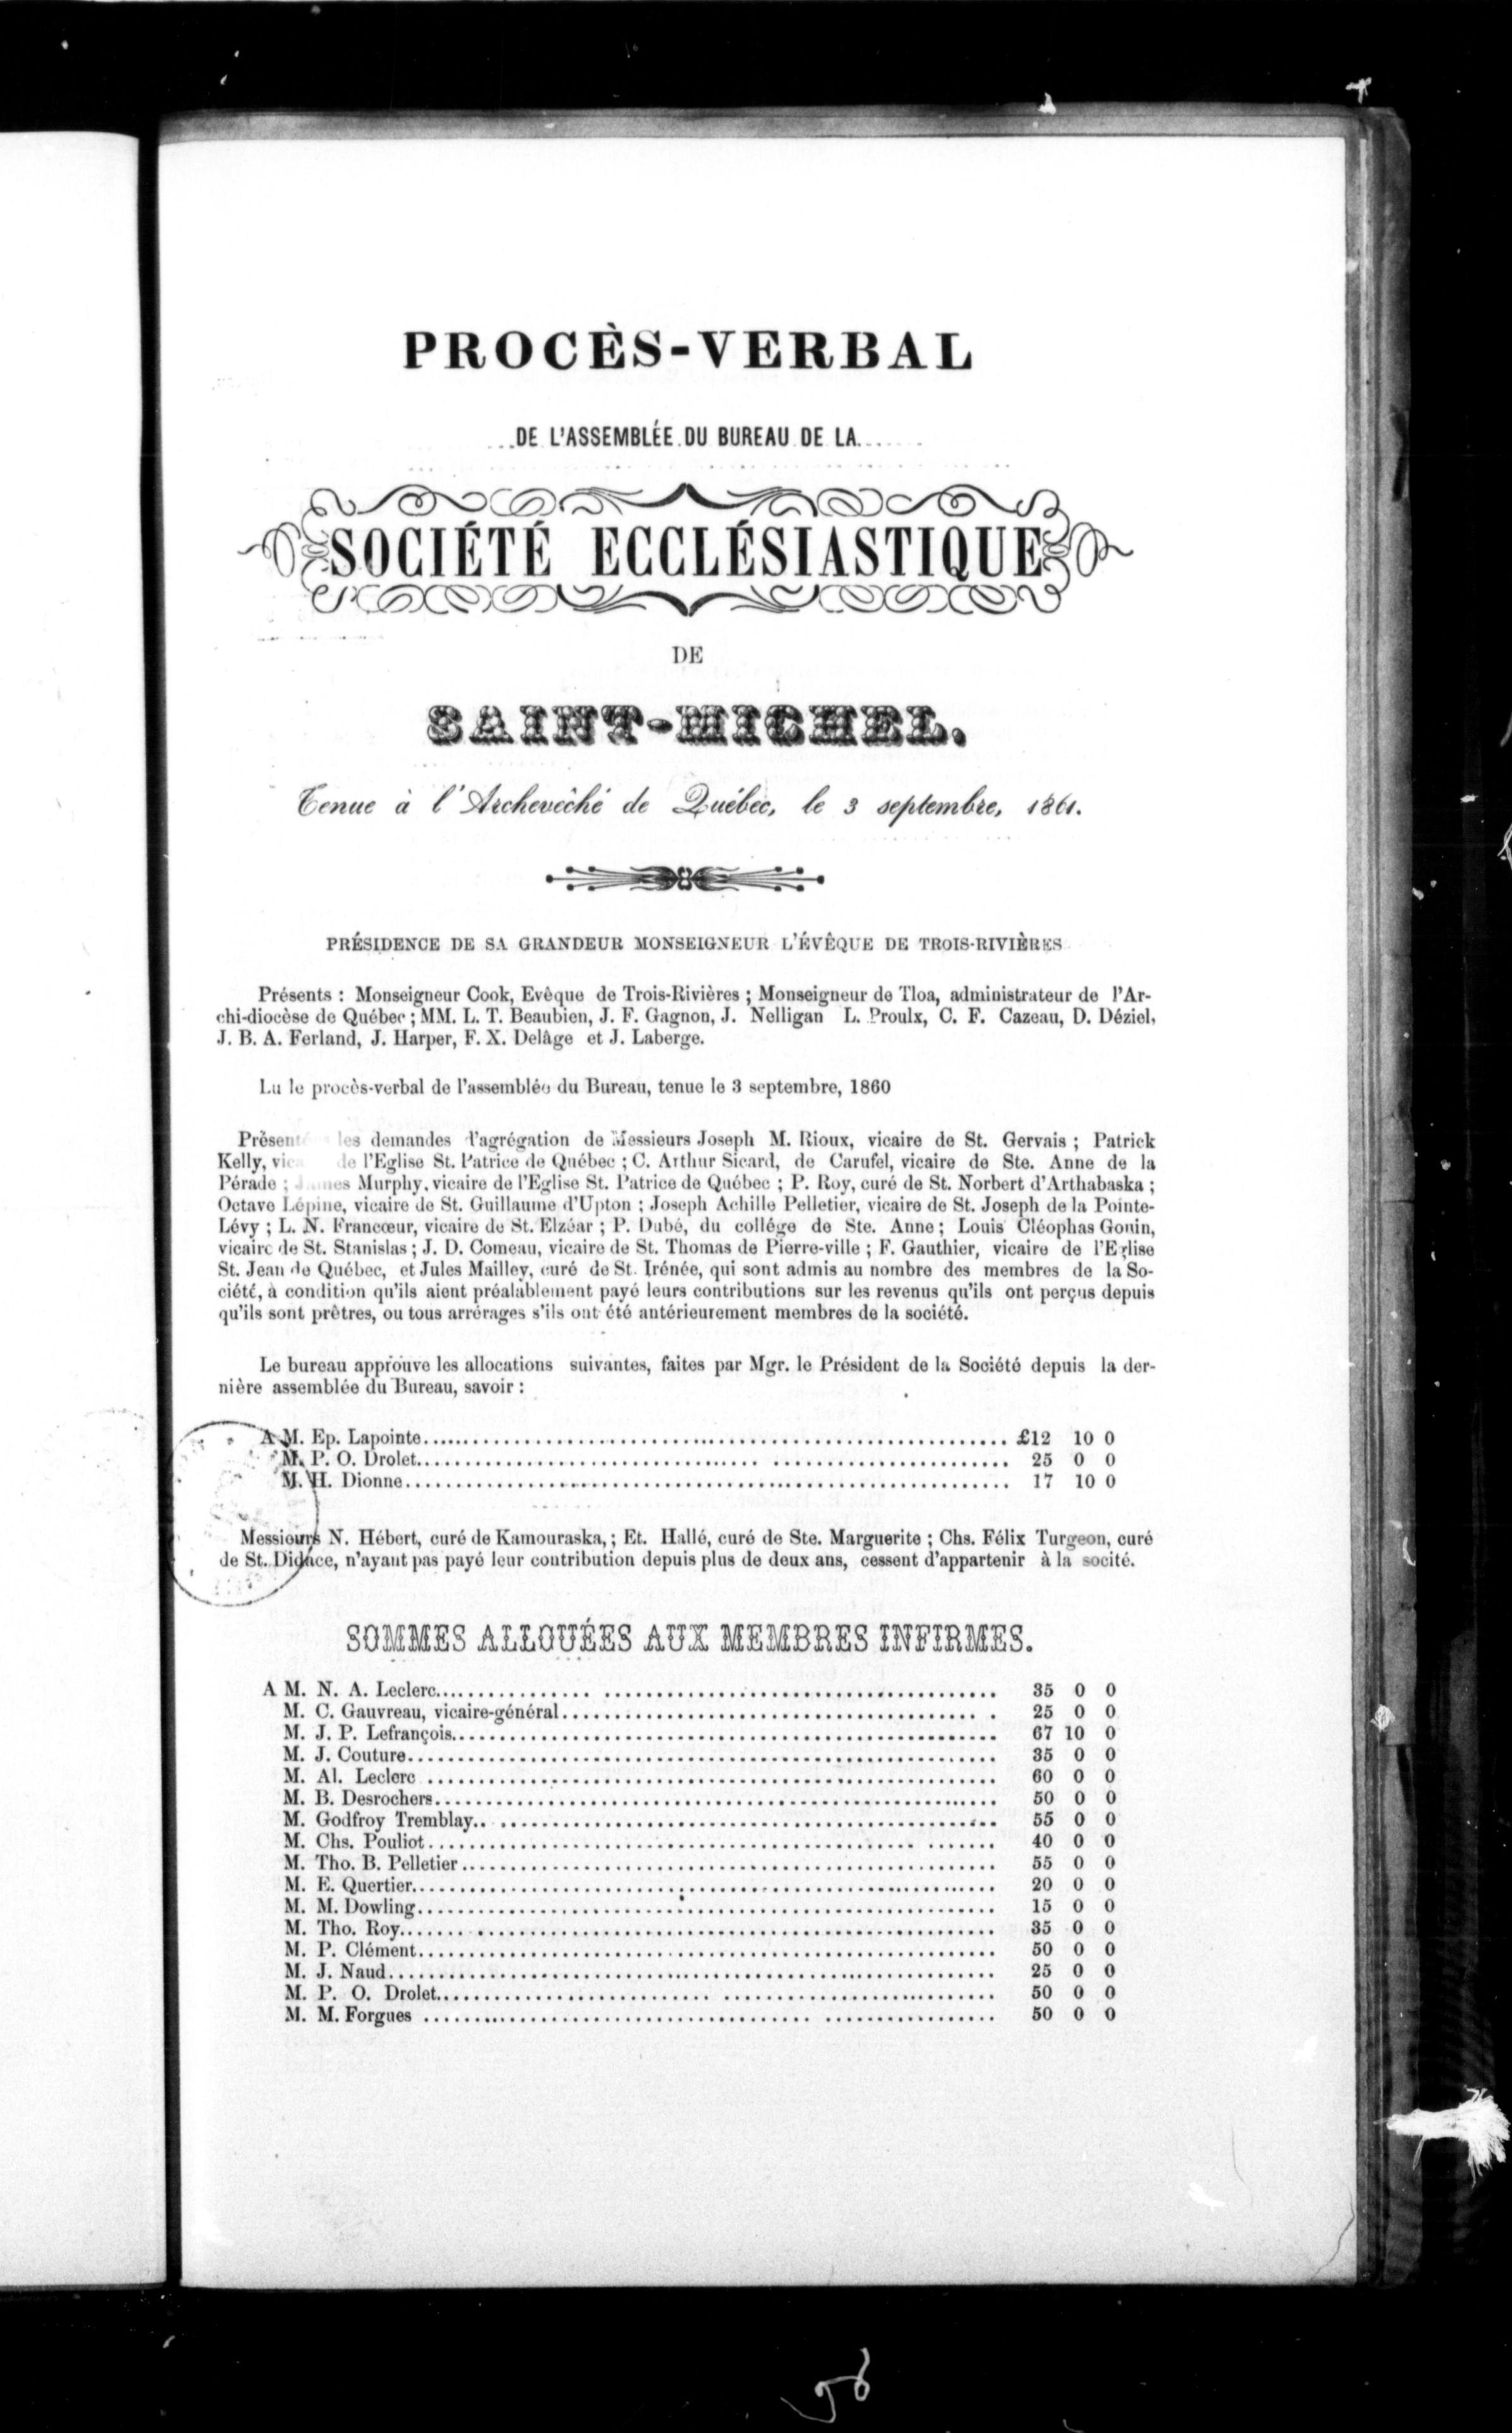 PROCÈS-VERBAL
DE L'ASSEMBLÉE DU BUREAU DE LA
SOCIÉTÉ ECCLÉSIASTIQUE
DE
SAINT-MICHEL.
Tenue à l'Archevêché de Québec, le 3 septembre, 1861.
PRÉSIDENCE DE SA GRANDEUR MONSEIGNEUR L'ÉVÊQUE DE TROIS-RIVIÈRES
Présents : Monseigneur Cook, Evêque de Trois-Rivières ; Monseigneur de Tloa, administrateur de l'Ar-
chi-diocèse de Québec ; MM. L. T. Beaubien, J. F. Gagnon, J. Nelligan L. Proulx, C. F. Cazeau, D. Déziel,
J. B. A. Ferland, J. Harper, F. X. Delâge et J. Laberge.
Lu le procès-verbal de l'assemblée du Bureau, tenue le 3 septembre, 1860
les demandes d'agrégation de Messieurs Joseph M. Rioux, vicaire de St. Gervais ; Patrick
Kelly, de l'Eglise St. Patrice de Québec ; C. Arthur Sicard, de Carufel, vicaire de Ste. Anne de la
Pérade ; James Murphy, vicaire de l'Eglise St. Patrice de Québec ; P. Roy, curé de St. Norbert d'Arthabaska ;
Octave Lépine, vicaire de St. Guillaume d'Upton ; Joseph Achille Pelletier, vicaire de St. Joseph de la Pointe-
Lévy ; L. N. Francœur, vicaire de St. Elzéar ; P. Dubé, du collége de Ste. Anne ; Louis Cléophas Gouin,
vicaire de St. Stanislas ; J. D. Comeau, vicaire de St. Thomas de Pierre-ville ; F. Gauthier, vicaire de l'Eglise
St. Jean de Québec, et Jules Mailley, curé de St. Irénée, qui sont admis au nombre des membres de la So-
ciété, à condition qu'ils aient préalablement payé leurs contributions sur les revenus qu'ils ont perçus depuis
qu'ils sont prêtres, ou tous arrérages s'ils ont été antérieurement membres de la société.
Le bureau approuve les allocations suivantes, faites par Mgr. le Président de la Société depuis la der-
nière assemblée du Bureau, savoir :
A M. Ep. Lapointe........ £12 10 0
M. P. O. Drolet........ 25 0 0
M. H. Dionne........ 17 10 0
Messieurs N. Hébert, curé de Kamouraska, ; Et. Hallé, curé de Ste. Marguerite ; Chs. Félix Turgeon, curé
de St. Didace, n'ayant pas payé leur contribution depuis plus de deux ans, cessent d'appartenir à la socité.
SOMMES ALLOUÉES AUX MEMBRES INFIRMES.
A M. N. A. Leclerc........ 35 0 0
M. C. Gauvreau, vicaire-général........ 25 0 0
M. J. P. Lefrançois........ 67 10 0
M. J. Couture........ 35 0 0
M. Al. Leclerc ........ 60 0 0
M. B. Desrochers........ 50 0 0
M. Godfroy Tremblay........ 55 0 0
M. Chs. Pouliot........ 40 0 0
M. Tho. B. Pelletier........ 55 0 0
M. E. Quertier........ 20 0 0
M. M. Dowling........ 15 0 0
M. Tho. Roy........ 35 0 0
M. P. Clément........ 50 0 0
M. J. Naud........ 25 0 0
M. P. O. Drolet........ 50 0 0
M. M. Forgues ........ 50 0 0